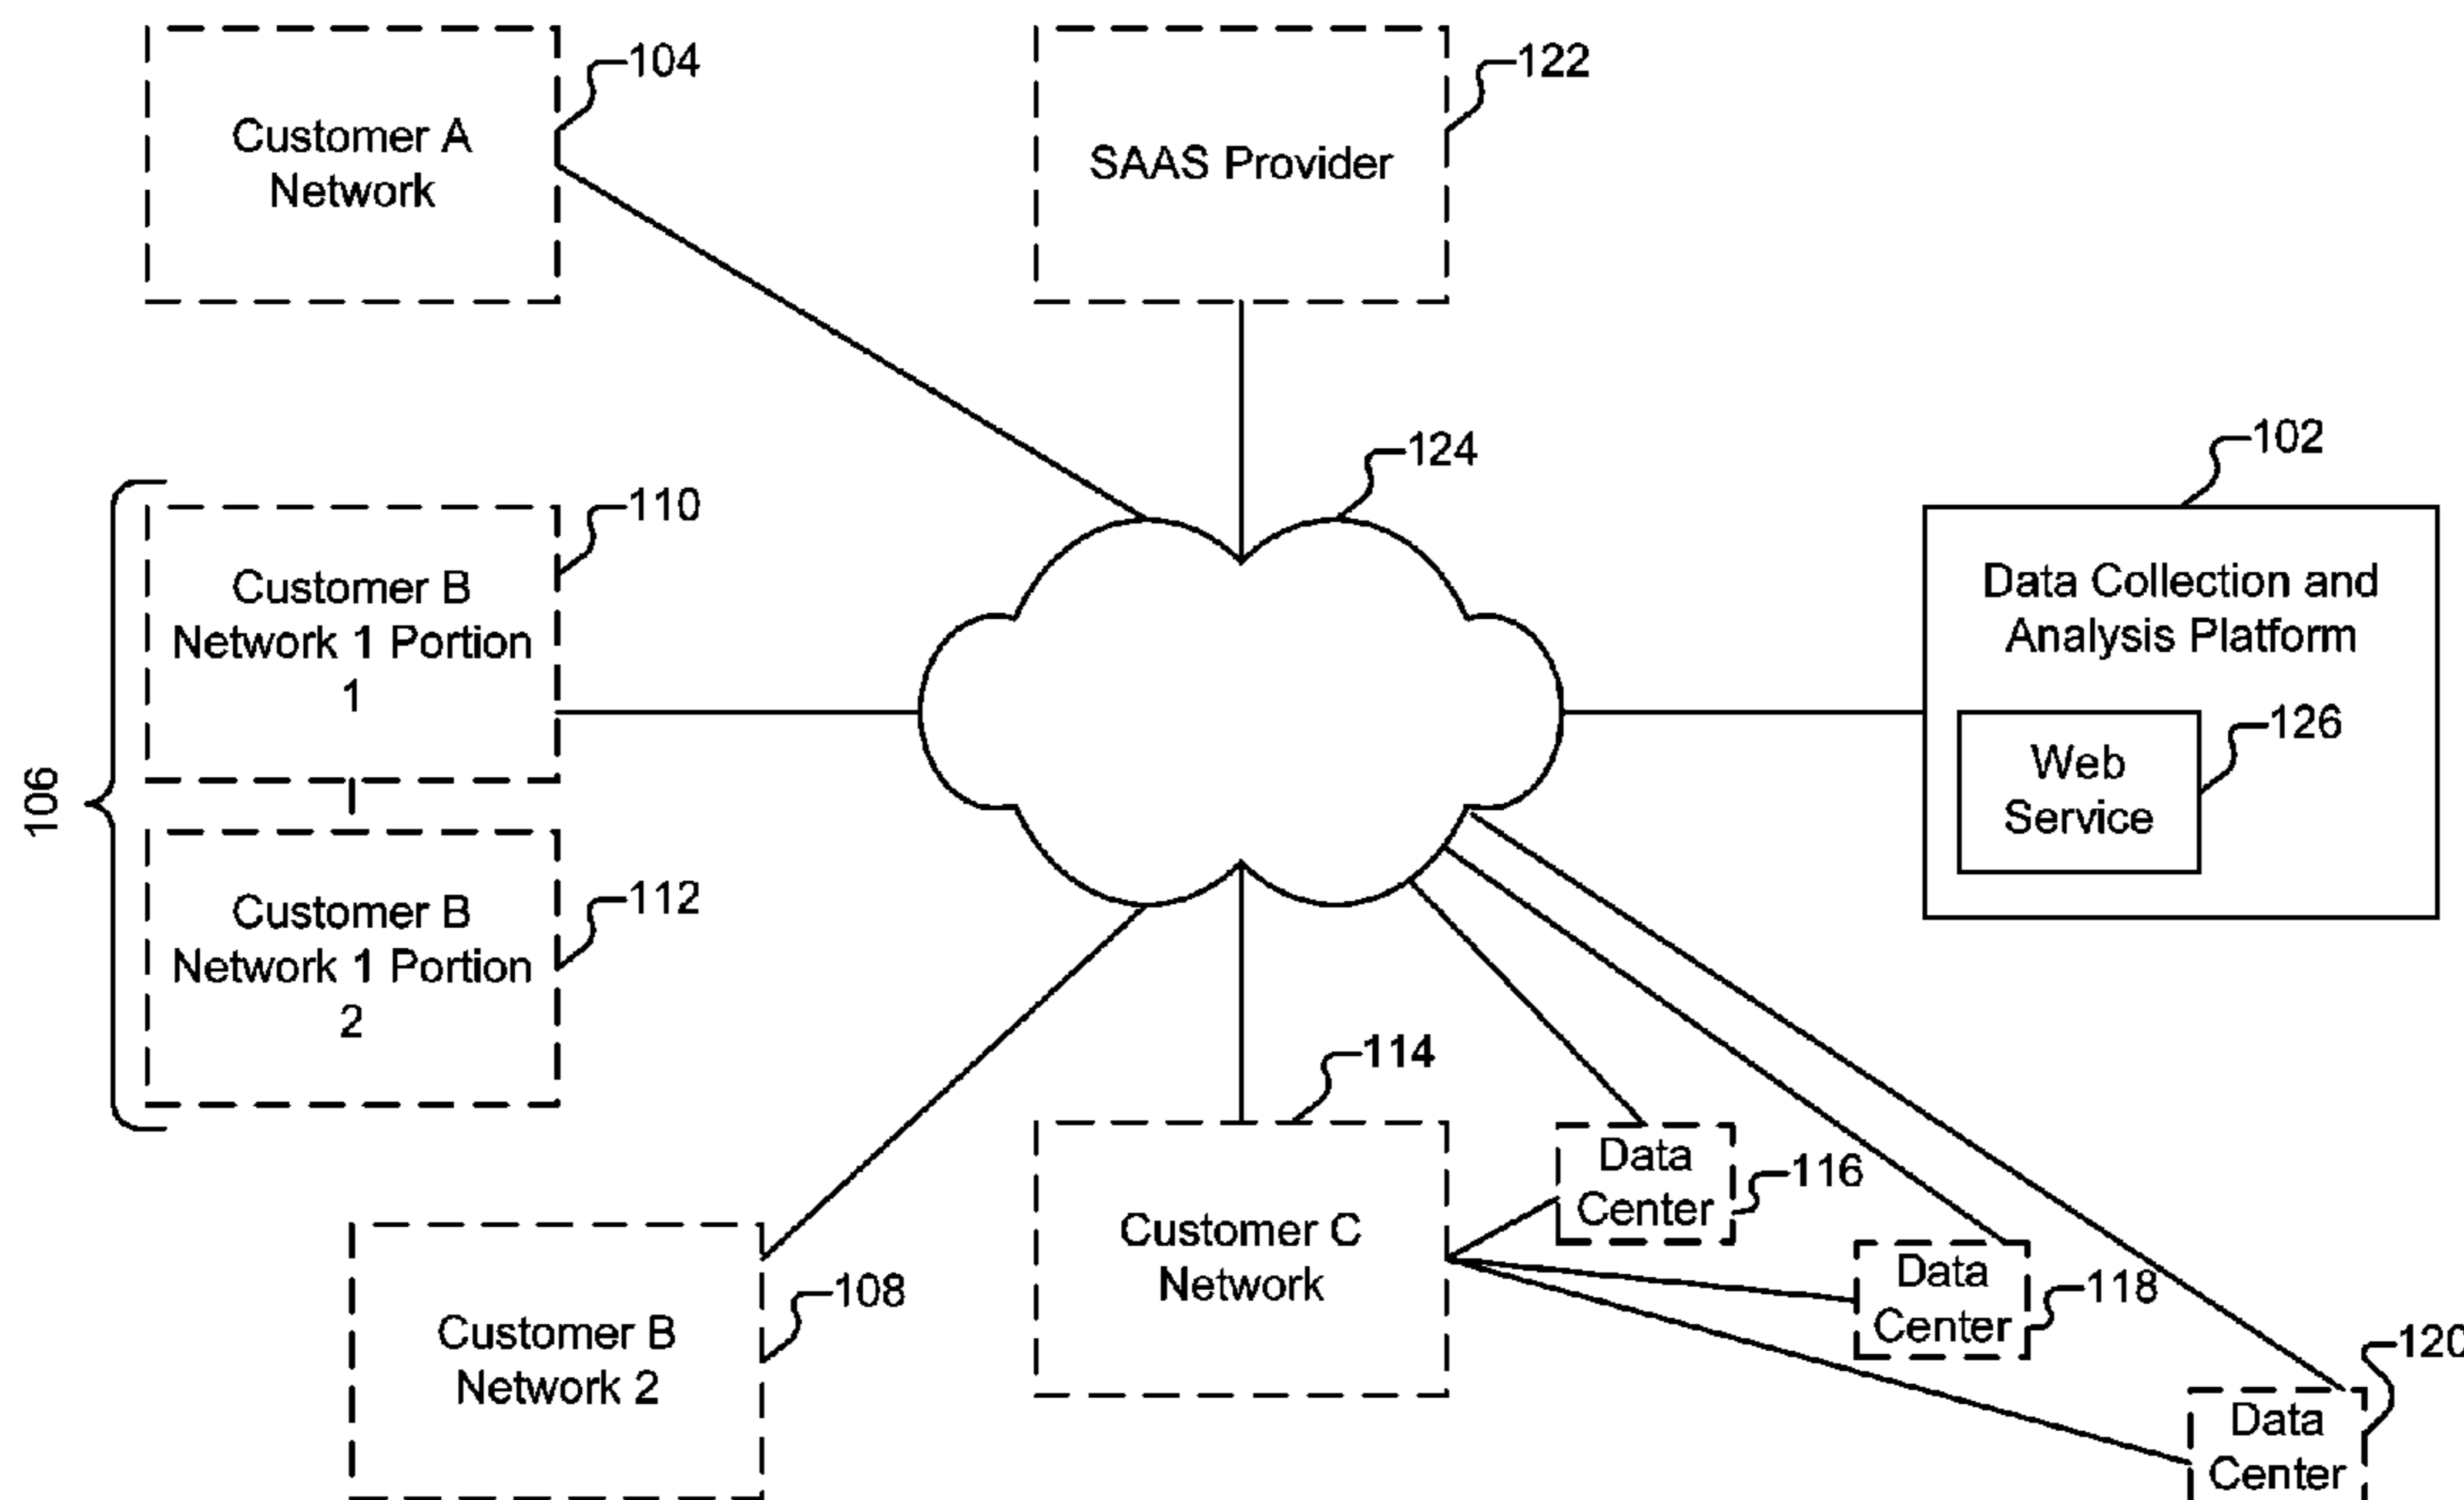 104
Customer A
Network
122
SAAS Provider
124
102
Data Collection and
Analysis Platform
126
Web
Service
106
110
Customer B
Network 1 Portion
1
112
Customer B
Network 1 Portion
2
108
Customer B
Network 2
114
Customer C
Network
Data
Center
116
Data
Center
118
Data
Center
120